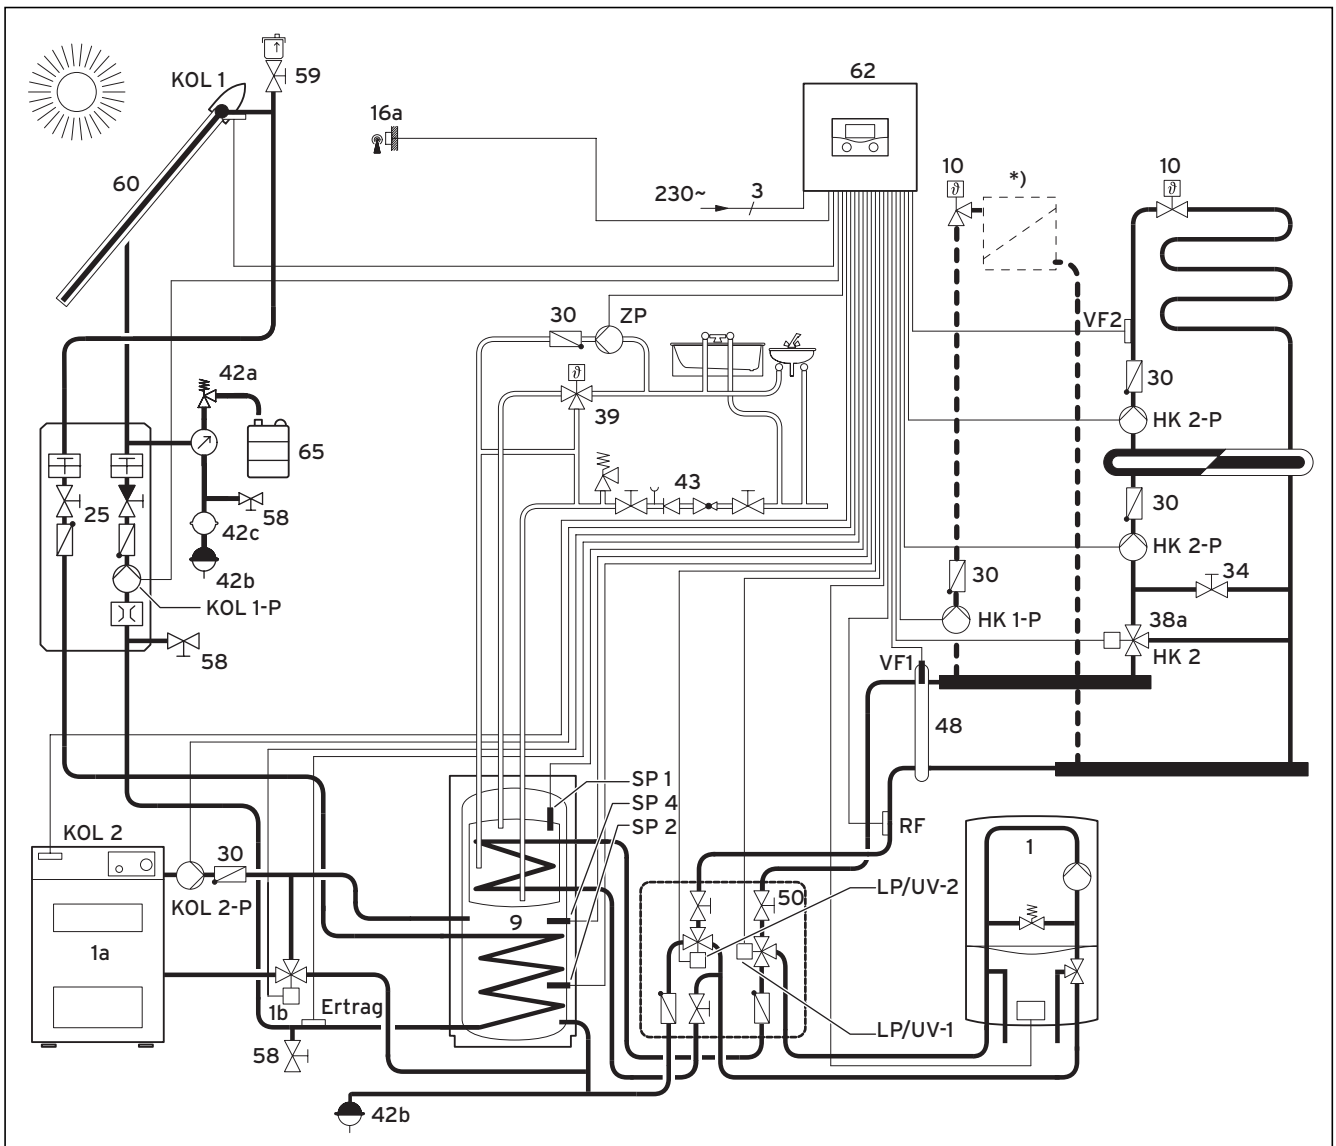 62
KOL 1
59
16a
10
*)
10
60
230~
3
VF2
30
ZP
42a
39
30
HK 2-P
65
43
25
58
42c
30
HK 2-P
42b
34
30
KOL 1-P
HK 1-P
38a
58
VF1
HK 2
48
SP 1
SP 4
SP 2
RF
KOL 2
1
30
LP/UV-2
50
KOL 2-P
9
1a
Ertrag
1b
LP/UV-1
58
42b
ϑ
ϑ
ϑ